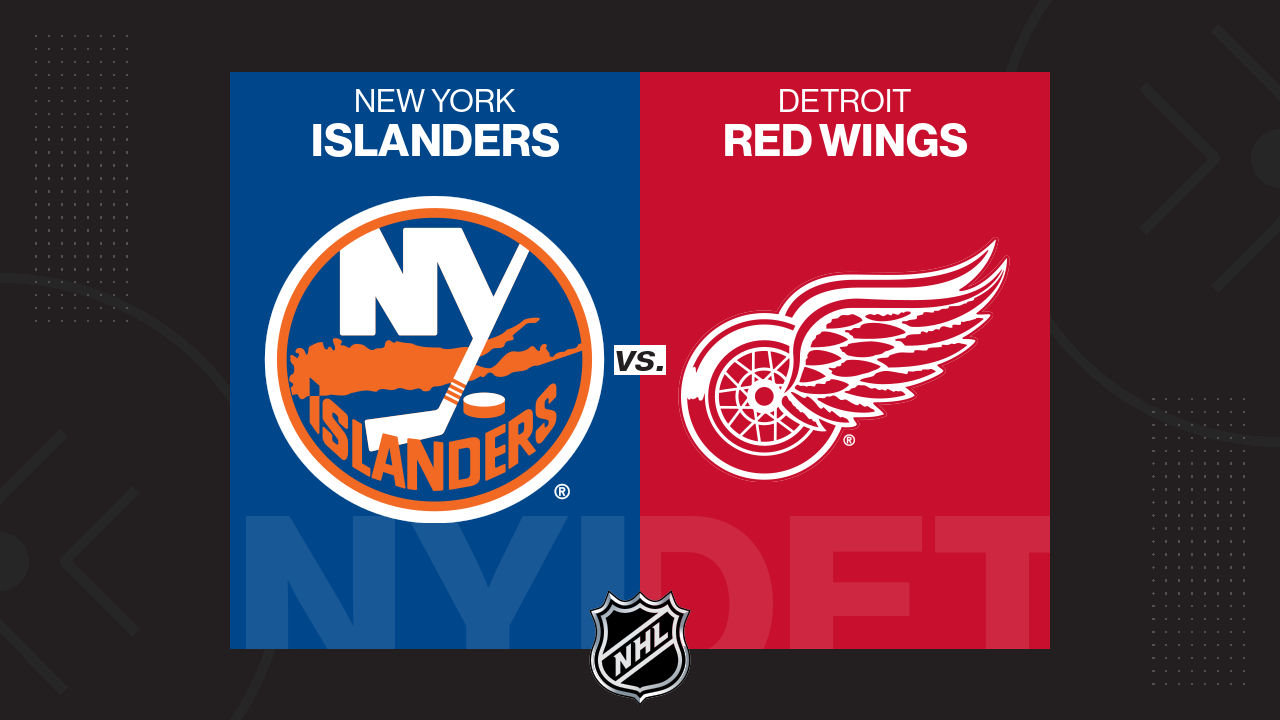 NEW YORK
ISLANDERS
DETROIT
RED WINGS
NY
ISLANDERS
®
vs.
®
NYI
DET
NHL